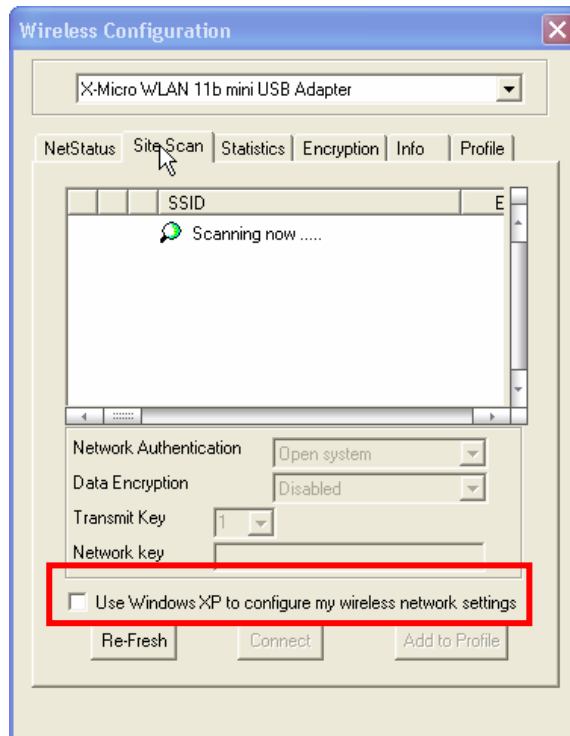 Wireless Configuration
X-Micro WLAN 11b mini USB Adapter
NetStatus Site Scan Statistics Encryption Info Profile
SSID E
Scanning now .....
Network Authentication Open system
Data Encryption Disabled
Transmit Key 1
Network key
Use Windows XP to configure my wireless network settings
Re-Fresh Connect Add to Profile